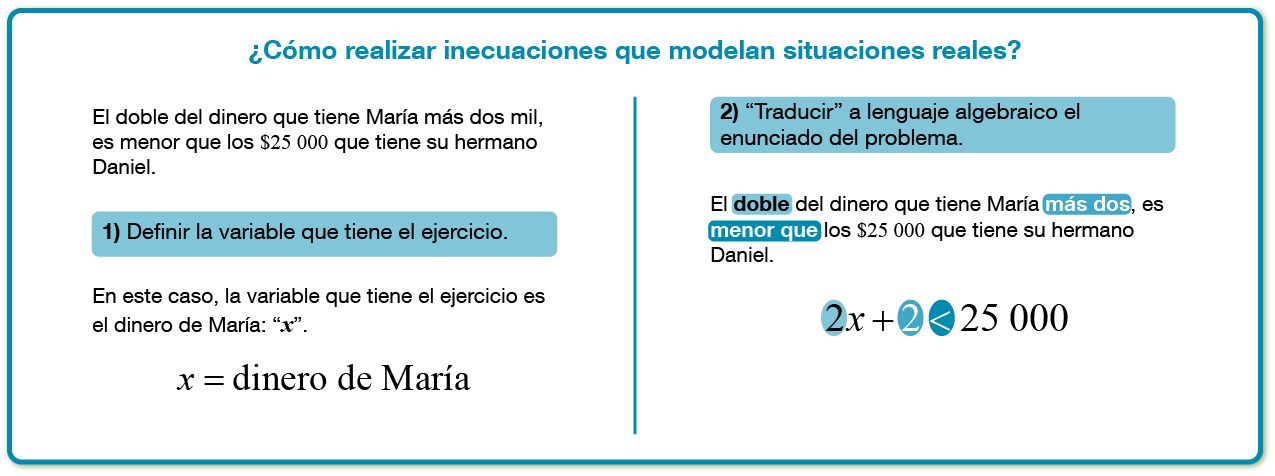 ¿Cómo realizar inecuaciones que modelan situaciones reales?
El doble del dinero que tiene María más dos mil,
es menor que los $25 000 que tiene su hermano
Daniel.
1) Definir la variable que tiene el ejercicio.
En este caso, la variable que tiene el ejercicio es
el dinero de María: “x”.
x = dinero de María
2) “Traducir” a lenguaje algebraico el
enunciado del problema.
El doble del dinero que tiene María más dos, es
menor que los $25 000 que tiene su hermano
Daniel.
2x + 2 < 25 000